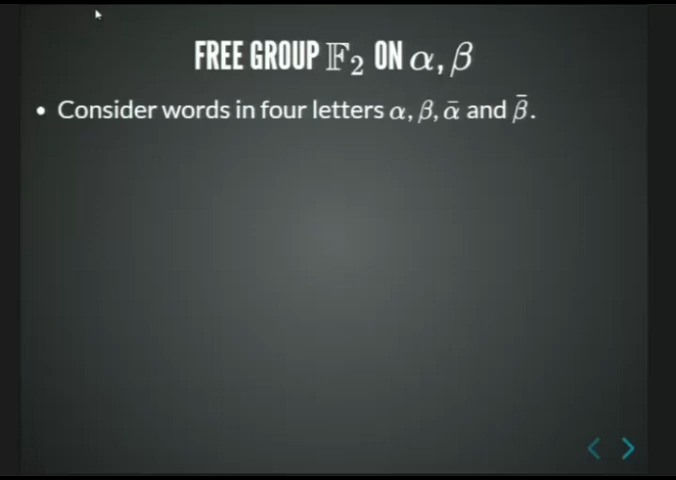 FREE GROUP 𝔽₂ ON α, β
• Consider words in four letters α, β, ᾱ and β̄.